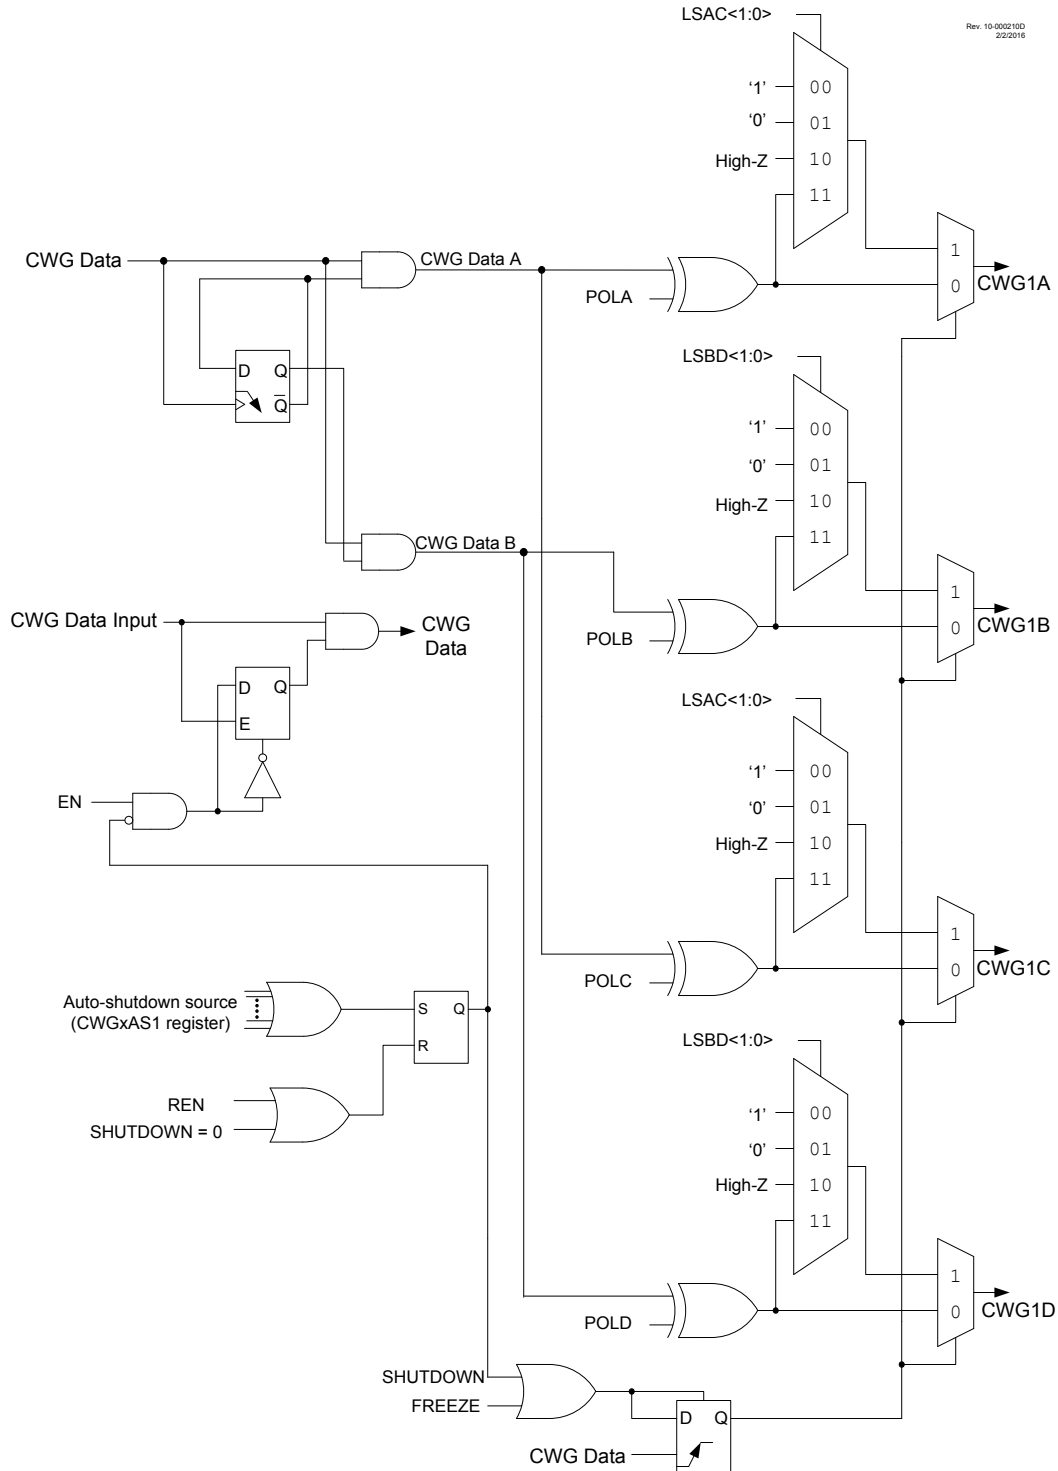 LSAC<1:0>
Rev. 10-000210D
2/2/2016
'1'
00
'0'
01
High-Z
10
11
CWG Data
CWG Data A
1
0
CWG1A
POLA
D
Q
Q
LSBD<1:0>
'1'
00
'0'
01
High-Z
10
11
CWG Data B
1
0
CWG1B
POLB
CWG Data Input
CWG
Data
D
Q
E
LSAC<1:0>
'1'
00
'0'
01
High-Z
10
11
EN
1
0
CWG1C
POLC
Auto-shutdown source
(CWGxAS1 register)
S
Q
R
REN
SHUTDOWN = 0
LSBD<1:0>
'1'
00
'0'
01
High-Z
10
11
1
0
CWG1D
POLD
SHUTDOWN
FREEZE
D
Q
CWG Data